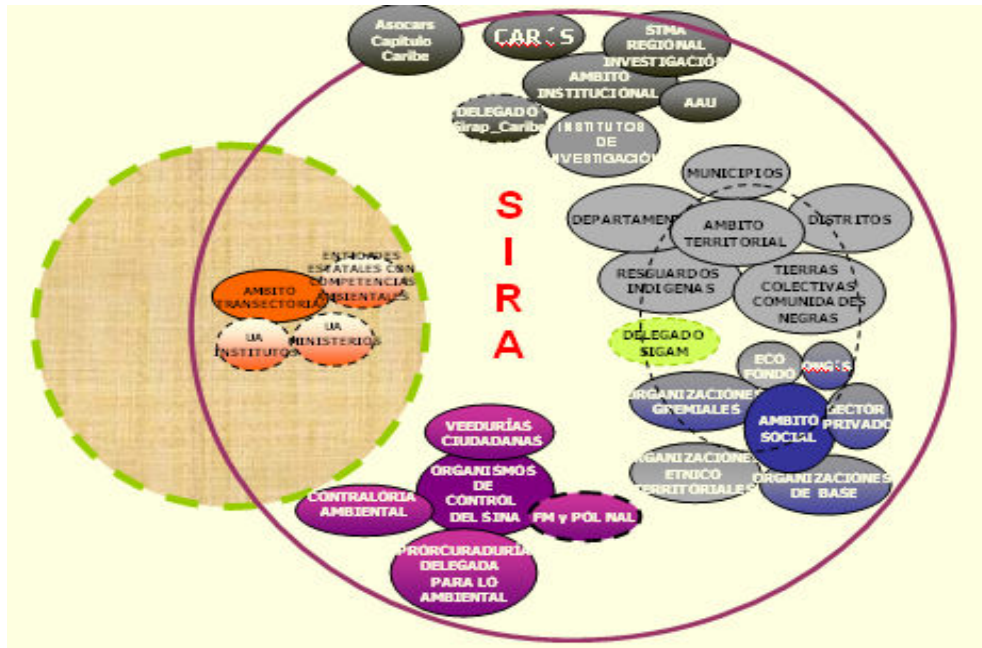 Asocars
Capitulo
Caribe
CAR´S
STMA
REGIONAL
INVESTIGACIÓN
AMBITO
INSTITUCIONAL
AAU
DELEGADO
Sirap_Caribe
INSTITUTOS
DE
INVESTIGACIÓN
MUNICIPIOS
DEPARTAMEN
AMBITO
TERRITORIAL
DISTRITOS
RESGUARDOS
INDIGENAS
TIERRAS
COLECTIVAS
COMUNIDADES
NEGRAS
S
I
R
A
ENTIDADES
ESTATALES CON
COMPETENCIAS
AMBIENTALES
AMBITO
TRANSECTORIAL
UA
INSTITUTOS
UA
MINISTERIOS
DELEGADO
SIGAM
ECO
FONDO
ONG´S
ORGANIZACIONES
GREMIALES
AMBITO
SOCIAL
SECTOR
PRIVADO
ORGANIZACIONES
ETNICO
TERRITORIALES
ORGANIZACIONES
DE BASE
VEEDURÍAS
CIUDADANAS
ORGANISMOS
DE
CONTROL
DEL SINA
CONTRALORIA
AMBIENTAL
FM y POL NAL
PRORCURADURÍA
DELEGADA
PARA LO
AMBIENTAL